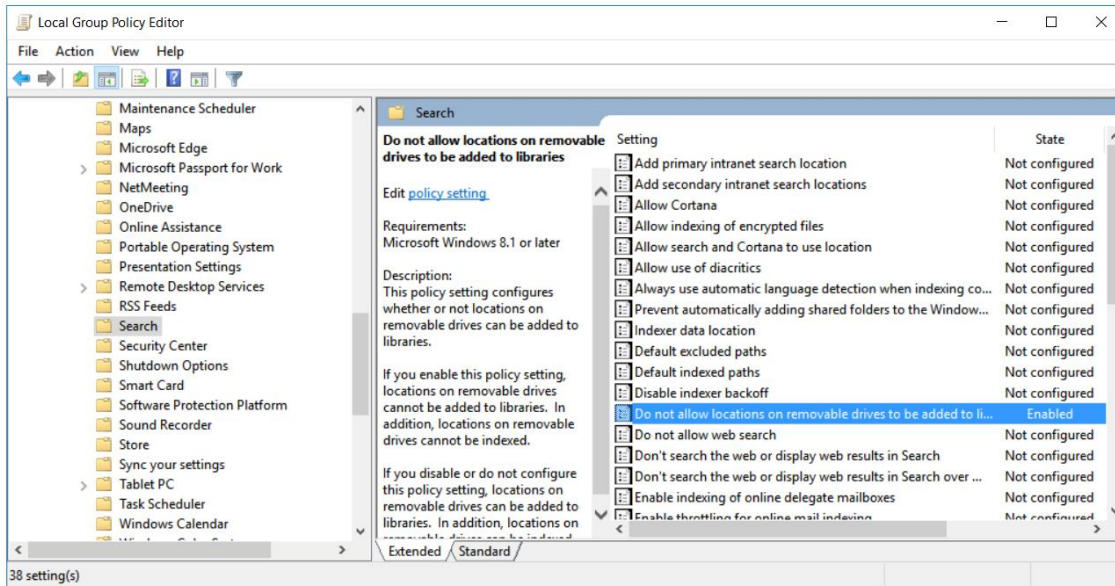 Local Group Policy Editor
File Action View Help
Maintenance Scheduler
Maps
Microsoft Edge
Microsoft Passport for Work
NetMeeting
OneDrive
Online Assistance
Portable Operating System
Presentation Settings
Remote Desktop Services
RSS Feeds
Search
Security Center
Shutdown Options
Smart Card
Software Protection Platform
Sound Recorder
Store
Sync your settings
Tablet PC
Task Scheduler
Windows Calendar
Search
Do not allow locations on removable
drives to be added to libraries
Edit policy setting
Requirements:
Microsoft Windows 8.1 or later
Description:
This policy setting configures
whether or not locations on
removable drives can be added to
libraries.
If you enable this policy setting,
locations on removable drives
cannot be added to libraries. In
addition, locations on removable
drives cannot be indexed.
If you disable or do not configure
this policy setting, locations on
removable drives can be added to
libraries. In addition, locations on
removable drives can be indexed
Setting State
Add primary intranet search location Not configured
Add secondary intranet search locations Not configured
Allow Cortana Not configured
Allow indexing of encrypted files Not configured
Allow search and Cortana to use location Not configured
Allow use of diacritics Not configured
Always use automatic language detection when indexing co... Not configured
Prevent automatically adding shared folders to the Window... Not configured
Indexer data location Not configured
Default excluded paths Not configured
Default indexed paths Not configured
Disable indexer backoff Not configured
Do not allow locations on removable drives to be added to li... Enabled
Do not allow web search Not configured
Don't search the web or display web results in Search Not configured
Don't search the web or display web results in Search over ... Not configured
Enable indexing of online delegate mailboxes Not configured
Enable throttling for online mail indexing Not configured
Extended Standard
38 setting(s)